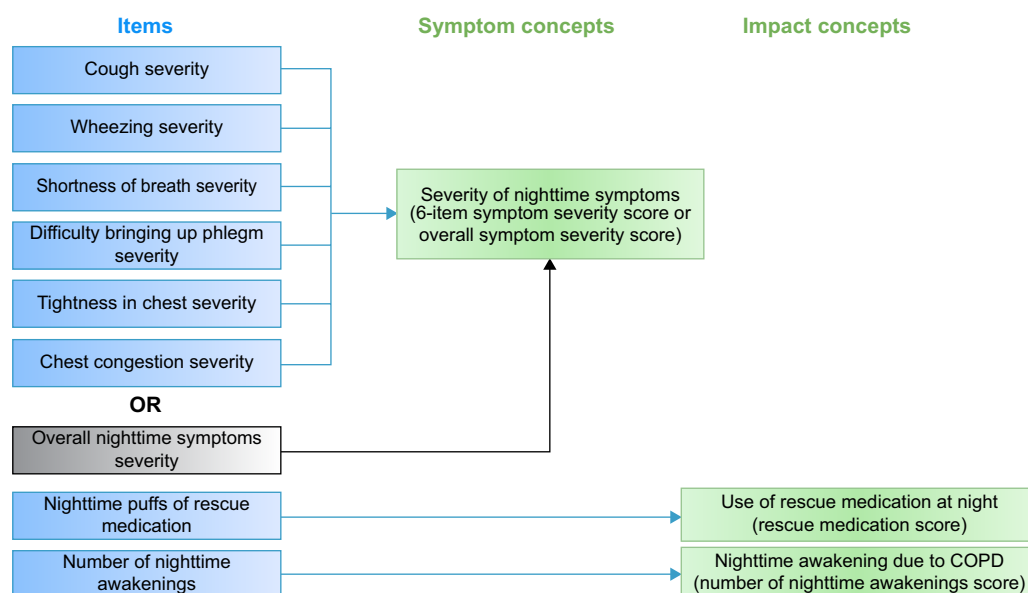 Items
Symptom concepts
Impact concepts
Cough severity
Wheezing severity
Shortness of breath severity
Difficulty bringing up phlegm
severity
Tightness in chest severity
Chest congestion severity
Severity of nighttime symptoms
(6-item symptom severity score or
overall symptom severity score)
OR
Overall nighttime symptoms
severity
Nighttime puffs of rescue
medication
Use of rescue medication at night
(rescue medication score)
Number of nighttime
awakenings
Nighttime awakening due to COPD
(number of nighttime awakenings score)